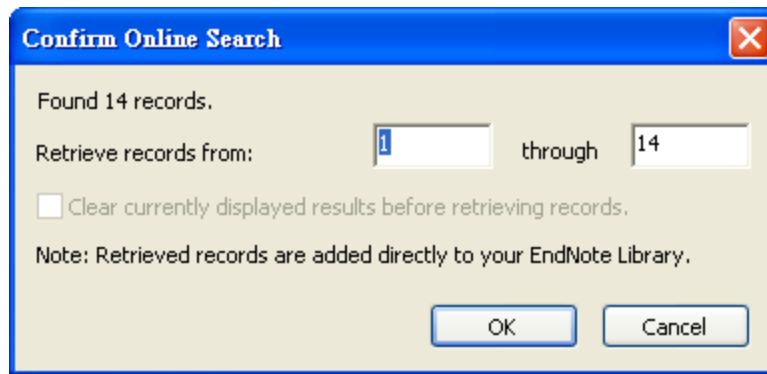 Confirm Online Search
Found 14 records.
Retrieve records from: 1 through 14
Clear currently displayed results before retrieving records.
Note: Retrieved records are added directly to your EndNote Library.
OK Cancel